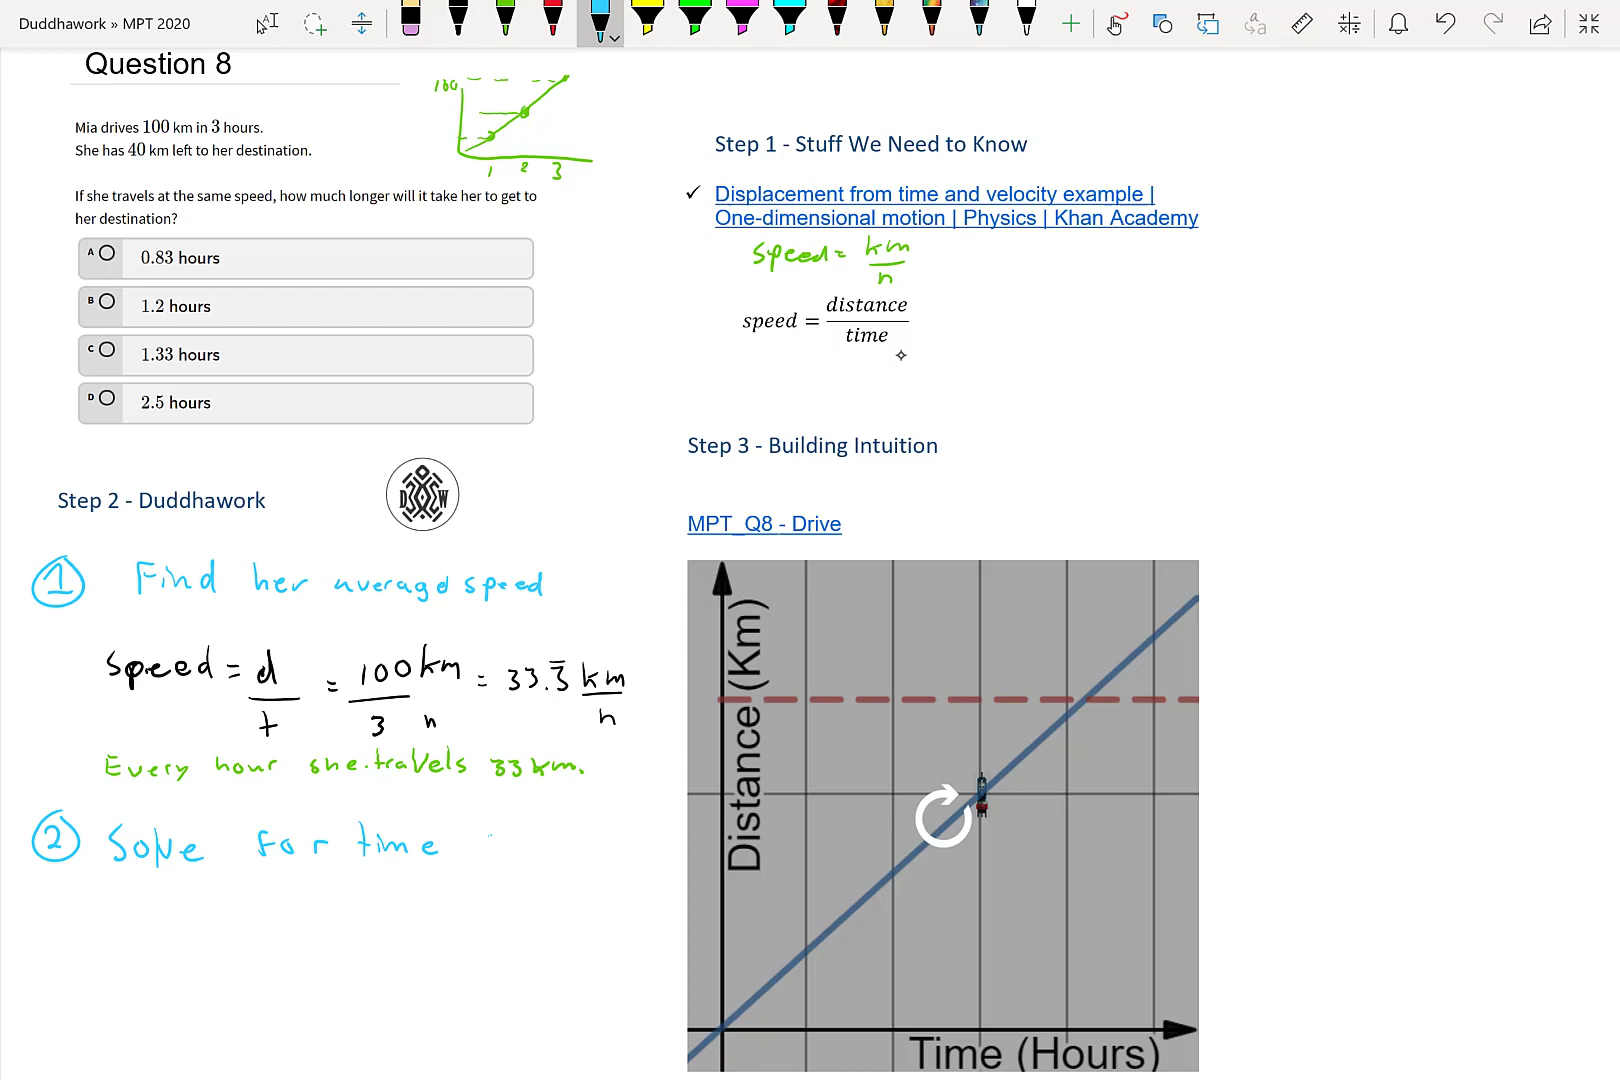 Duddhawork » MPT 2020
Question 8
Mia drives 100 km in 3 hours.
She has 40 km left to her destination.
If she travels at the same speed, how much longer will it take her to get to
her destination?
A 0.83 hours
B 1.2 hours
C 1.33 hours
D 2.5 hours
100
1 2 3
Step 1 - Stuff We Need to Know
✓ Displacement from time and velocity example |
One-dimensional motion | Physics | Khan Academy
Speed = km
h
speed = distance
time
Step 2 - Duddhawork
D W
1 Find her average speed
Speed = d = 100 km = 33.3̅ km
t 3 h h
Every hour she travels 33 km.
2 Solve for time
Step 3 - Building Intuition
MPT_Q8 - Drive
Distance (Km)
Time (Hours)